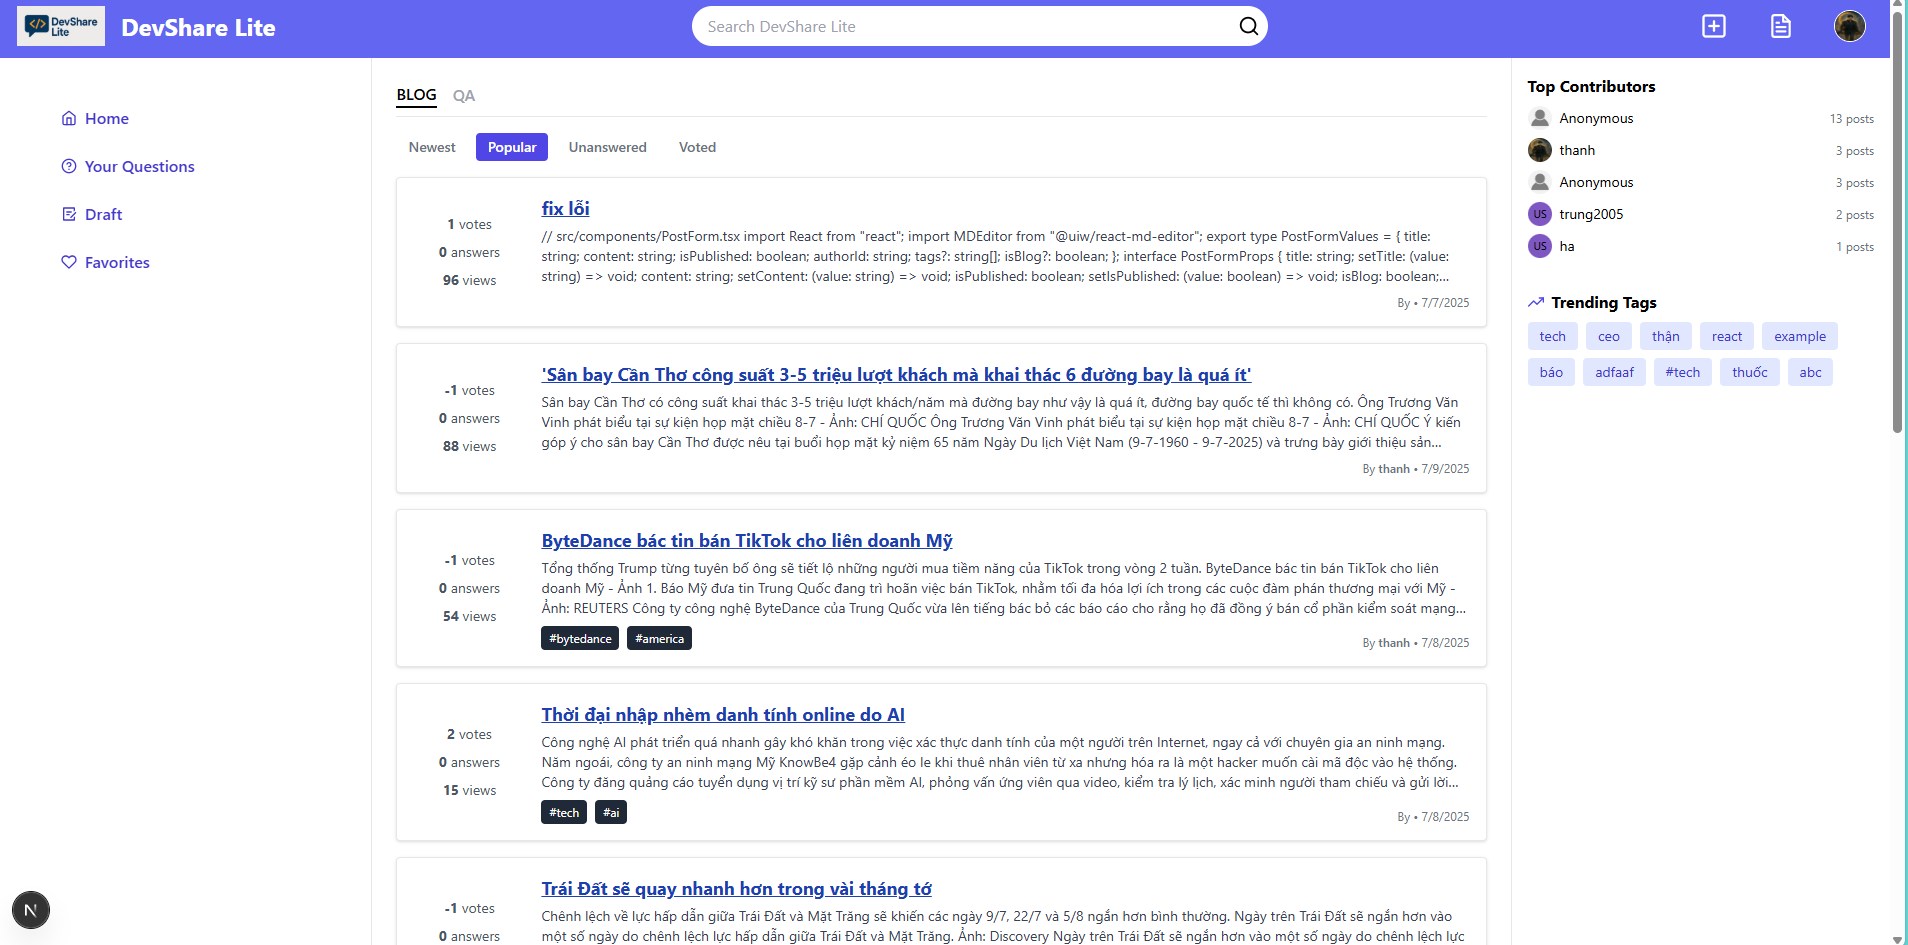 DevShare
Lite
DevShare Lite
Search DevShare Lite
Home
Your Questions
Draft
Favorites
BLOG QA
Newest Popular Unanswered Voted
1 votes
0 answers
96 views
fix lỗi
// src/components/PostForm.tsx import React from "react"; import MDEditor from "@uiw/react-md-editor"; export type PostFormValues = { title:
string; content: string; isPublished: boolean; authorId: string; tags?: string[]; isBlog?: boolean; }; interface PostFormProps { title: string; setTitle: (value:
string) => void; content: string; setContent: (value: string) => void; isPublished: boolean; setIsPublished: (value: boolean) => void; isBlog: boolean;...
By • 7/7/2025
-1 votes
0 answers
88 views
'Sân bay Cần Thơ công suất 3-5 triệu lượt khách mà khai thác 6 đường bay là quá ít'
Sân bay Cần Thơ có công suất khai thác 3-5 triệu lượt khách/năm mà đường bay như vậy là quá ít, đường bay quốc tế thì không có. Ông Trương Văn
Vinh phát biểu tại sự kiện họp mặt chiều 8-7 - Ảnh: CHÍ QUỐC Ông Trương Văn Vinh phát biểu tại sự kiện họp mặt chiều 8-7 - Ảnh: CHÍ QUỐC Ý kiến
góp ý cho sân bay Cần Thơ được nêu tại buổi họp mặt kỷ niệm 65 năm Ngày Du lịch Việt Nam (9-7-1960 - 9-7-2025) và trưng bày giới thiệu sản...
By thanh • 7/9/2025
-1 votes
0 answers
54 views
ByteDance bác tin bán TikTok cho liên doanh Mỹ
Tổng thống Trump từng tuyên bố ông sẽ tiết lộ những người mua tiềm năng của TikTok trong vòng 2 tuần. ByteDance bác tin bán TikTok cho liên
doanh Mỹ - Ảnh 1. Báo Mỹ đưa tin Trung Quốc đang trì hoãn việc bán TikTok, nhằm tối đa hóa lợi ích trong các cuộc đàm phán thương mại với Mỹ -
Ảnh: REUTERS Công ty công nghệ ByteDance của Trung Quốc vừa lên tiếng bác bỏ các báo cáo cho rằng họ đã đồng ý bán cổ phần kiểm soát mạng...
#bytedance #america
By thanh • 7/8/2025
2 votes
0 answers
15 views
Thời đại nhập nhèm danh tính online do AI
Công nghệ AI phát triển quá nhanh gây khó khăn trong việc xác thực danh tính của một người trên Internet, ngay cả với chuyên gia an ninh mạng.
Năm ngoái, công ty an ninh mạng Mỹ KnowBe4 gặp cảnh éo le khi thuê nhân viên từ xa nhưng hóa ra là một hacker muốn cài mã độc vào hệ thống.
Công ty đăng quảng cáo tuyển dụng vị trí kỹ sư phần mềm AI, phỏng vấn ứng viên qua video, kiểm tra lý lịch, xác minh người tham chiếu và gửi lời...
#tech #ai
By • 7/8/2025
-1 votes
0 answers
Trái Đất sẽ quay nhanh hơn trong vài tháng tớ
Chênh lệch về lực hấp dẫn giữa Trái Đất và Mặt Trăng sẽ khiến các ngày 9/7, 22/7 và 5/8 ngắn hơn bình thường. Ngày trên Trái Đất sẽ ngắn hơn vào
một số ngày do chênh lệch lực hấp dẫn giữa Trái Đất và Mặt Trăng. Ảnh: Discovery Ngày trên Trái Đất sẽ ngắn hơn vào một số ngày do chênh lệch lực
Top Contributors
Anonymous 13 posts
thanh 3 posts
Anonymous 3 posts
US trung2005 2 posts
US ha 1 posts
Trending Tags
tech ceo thận react example
báo adfaaf #tech thuốc abc
N